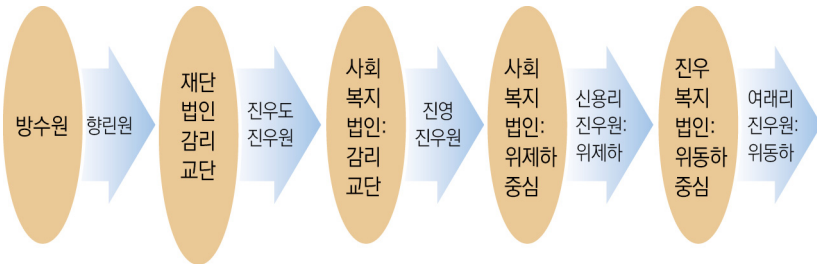 방수원
향린원
재단
법인
감리
교단
진우도
진우원
사회
복지
법인:
감리
교단
진영
진우원
사회
복지
법인:
위제하
중심
신용리
진우원:
위제하
진우
복지
법인:
위동하
중심
여래리
진우원:
위동하